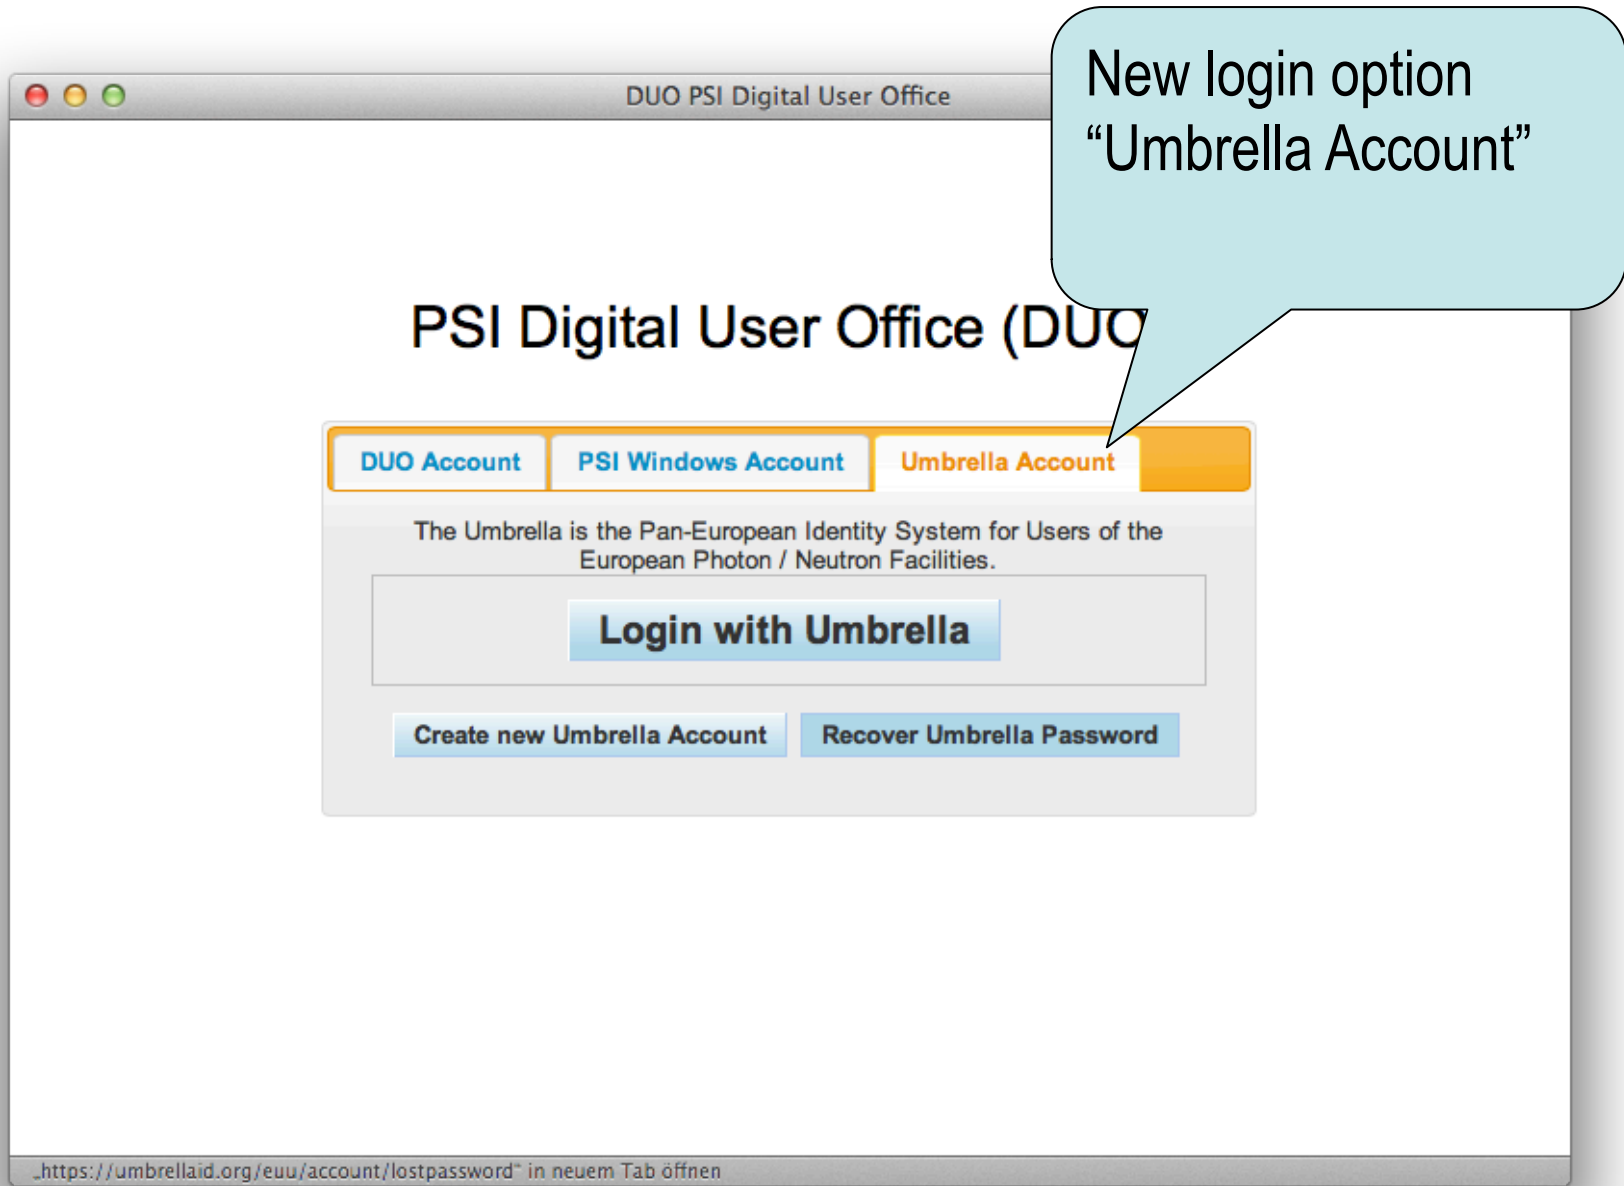 New login option
“Umbrella Account”
DUO PSI Digital User Office
PSI Digital User Office (DUO
DUO Account
PSI Windows Account
Umbrella Account
The Umbrella is the Pan-European Identity System for Users of the
European Photon / Neutron Facilities.
Login with Umbrella
Create new Umbrella Account
Recover Umbrella Password
„https://umbrellaid.org/euu/account/lostpassword“ in neuem Tab öffnen